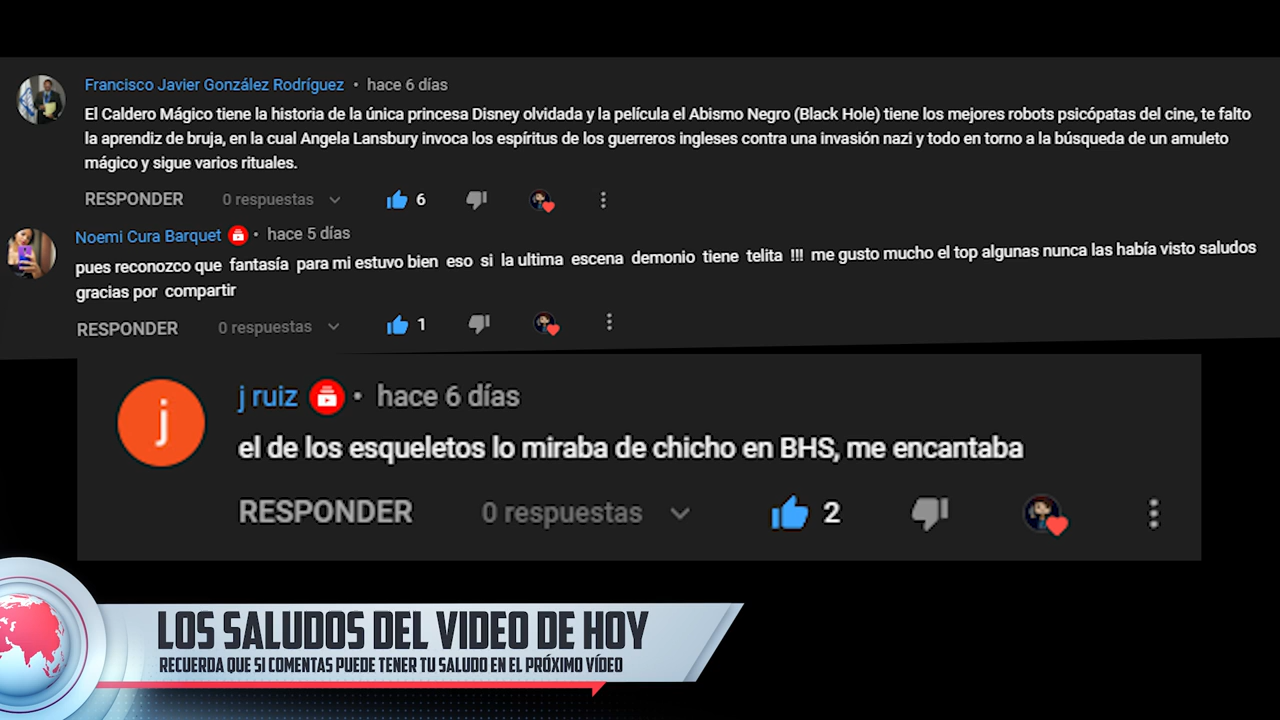 Francisco Javier González Rodríguez • hace 6 días
El Caldero Mágico tiene la historia de la única princesa Disney olvidada y la película el Abismo Negro (Black Hole) tiene los mejores robots psicópatas del cine, te falto
la aprendiz de bruja, en la cual Angela Lansbury invoca los espíritus de los guerreros ingleses contra una invasión nazi y todo en torno a la búsqueda de un amuleto
mágico y sigue varios rituales.
RESPONDER 0 respuestas 6
Noemi Cura Barquet • hace 5 días
pues reconozco que fantasía para mi estuvo bien eso si la ultima escena demonio tiene telita !!! me gusto mucho el top algunas nunca las había visto saludos
gracias por compartir
RESPONDER 0 respuestas 1
j
j ruiz • hace 6 días
el de los esqueletos lo miraba de chicho en BHS, me encantaba
RESPONDER 0 respuestas 2
LOS SALUDOS DEL VIDEO DE HOY
RECUERDA QUE SI COMENTAS PUEDE TENER TU SALUDO EN EL PRÓXIMO VÍDEO